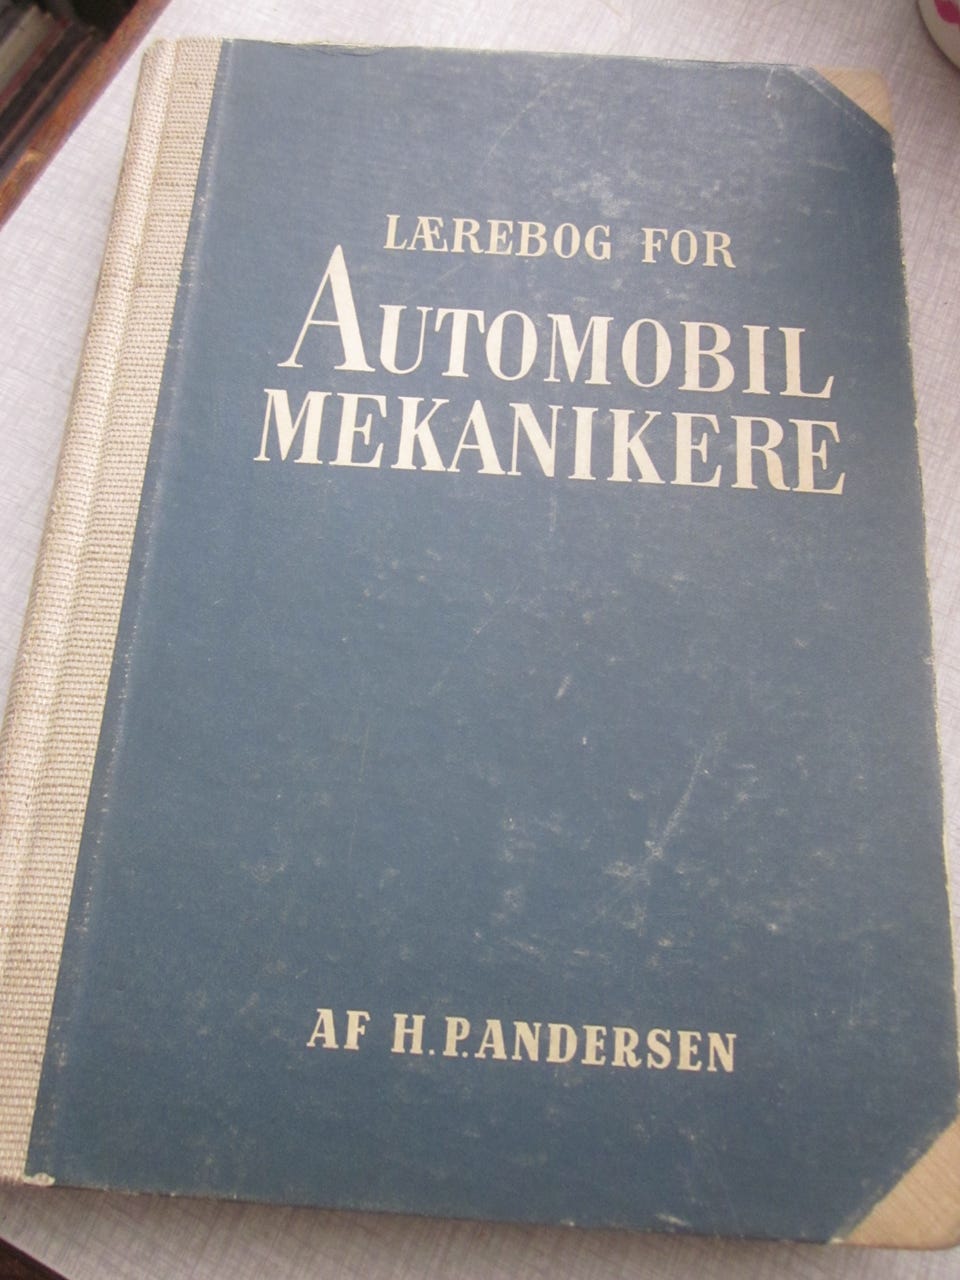 LÆREBOG FOR
AUTOMOBIL
MEKANIKERE
AF H. P. ANDERSEN